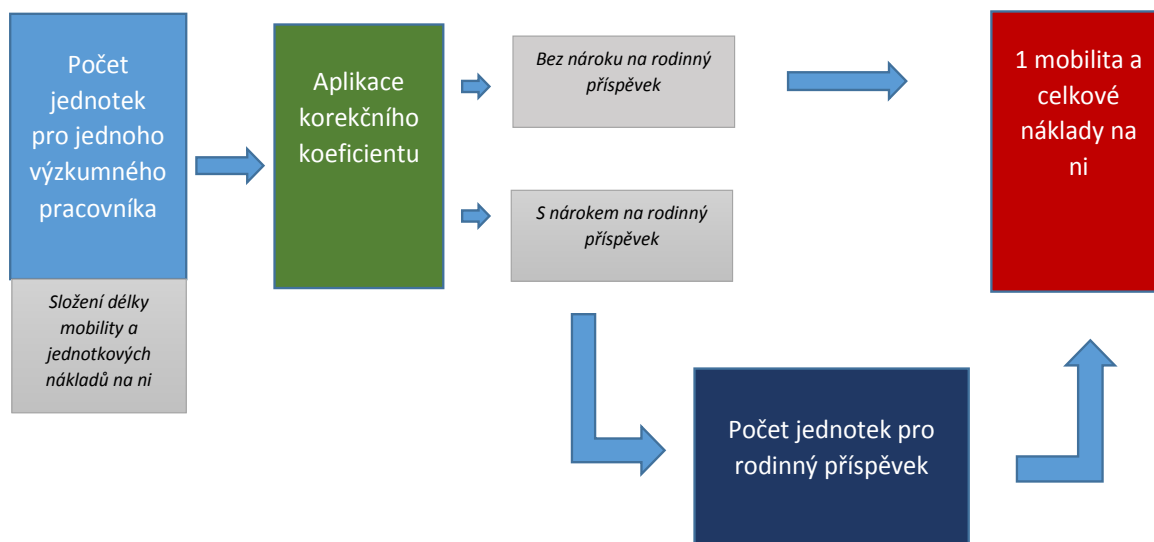 Počet
jednotek
pro jednoho
výzkumného
pracovníka
Složení délky
mobility a
jednotkových
nákladů na ni
Aplikace
korekčního
koeficientu
Bez nároku na rodinný
příspěvek
S nárokem na rodinný
příspěvek
Počet jednotek pro
rodinný příspěvek
1 mobilita a
celkové
náklady na
ni